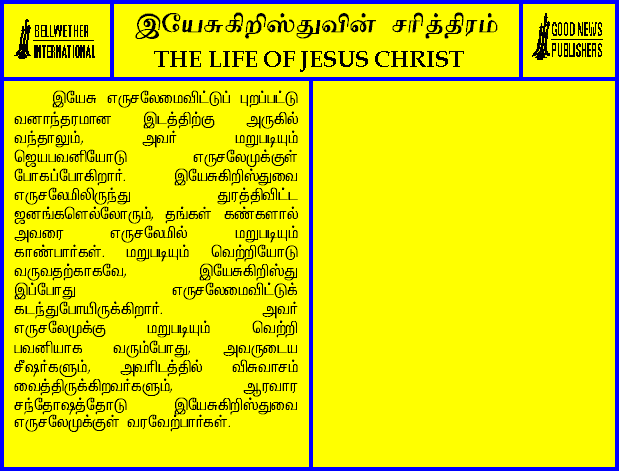 BELLWETHER
INTERNATIONAL
இயேசுகிறிஸ்துவின் சரித்திரம்
THE LIFE OF JESUS CHRIST
GOOD NEWS
PUBLISHERS
இயேசு எருசலேமைவிட்டுப் புறப்பட்டு
வனாந்தரமான இடத்திற்கு அருகில்
வந்தாலும், அவர் மறுபடியும்
ஜெயபவனியோடு எருசலேமுக்குள்
போகப்போகிறார். இயேசுகிறிஸ்துவை
எருசலேமிலிருந்து துரத்திவிட்ட
ஜனங்களெல்லோரும், தங்கள் கண்களால்
அவரை எருசலேமில் மறுபடியும்
காண்பார்கள். மறுபடியும் வெற்றியோடு
வருவதற்காகவே, இயேசுகிறிஸ்து
இப்போது எருசலேமைவிட்டுக்
கடந்துபோயிருக்கிறார். அவர்
எருசலேமுக்கு மறுபடியும் வெற்றி
பவனியாக வரும்போது, அவருடைய
சீஷர்களும், அவரிடத்தில் விசுவாசம்
வைத்திருக்கிறவர்களும், ஆரவார
சந்தோஷத்தோடு இயேசுகிறிஸ்துவை
எருசலேமுக்குள் வரவேற்பார்கள்.